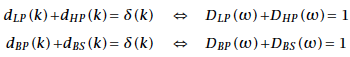 d_{LP}(k)+d_{HP}(k)=δ(k) ⇔ D_{LP}(ω)+D_{HP}(ω)=1
d_{BP}(k)+d_{BS}(k)=δ(k) ⇔ D_{BP}(ω)+D_{BS}(ω)=1